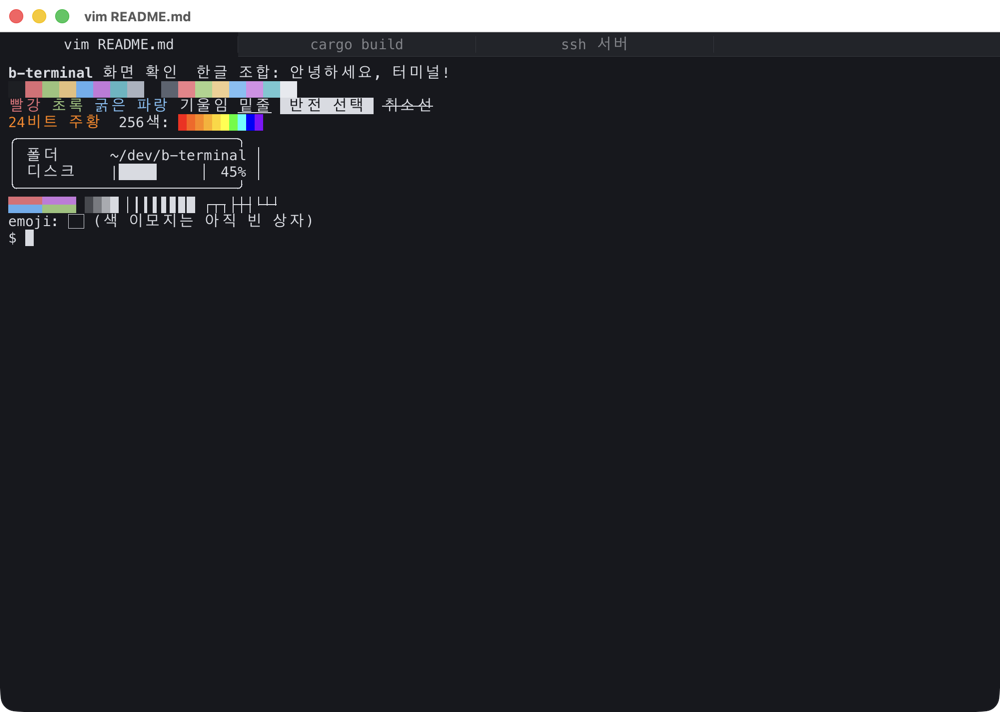 vim README.md
vim README.md cargo build ssh 서버
b-terminal 화면 확인 한글 조합: 안녕하세요, 터미널!
빨강 초록 굵은 파랑 기울임 밑줄 반전 선택 취소선
24비트 주황 256색:
폴더 ~/dev/b-terminal
디스크 45%
emoji: (색 이모지는 아직 빈 상자)
$